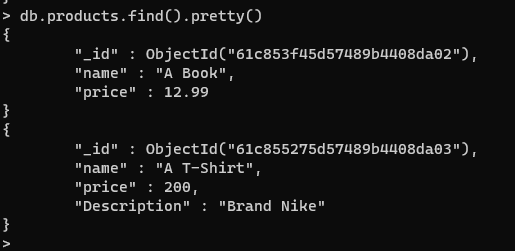 > db.products.find().pretty()
{
        "_id" : ObjectId("61c853f45d57489b4408da02"),
        "name" : "A Book",
        "price" : 12.99
}
{
        "_id" : ObjectId("61c855275d57489b4408da03"),
        "name" : "A T-Shirt",
        "price" : 200,
        "Description" : "Brand Nike"
}
>